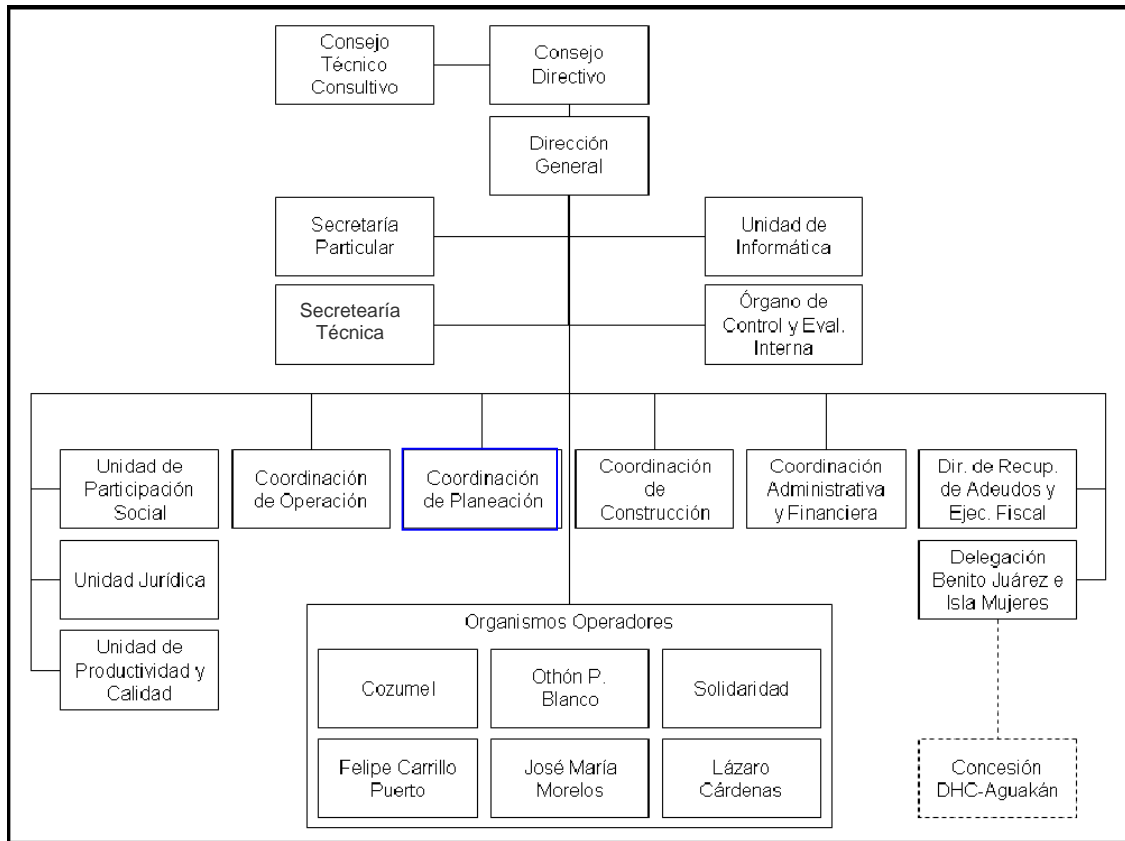 Consejo
Técnico
Consultivo
Consejo
Directivo
Dirección
General
Secretaría
Particular
Unidad de
Informática
Secretearía
Técnica
Órgano de
Control y Eval.
Interna
Unidad de
Participación
Social
Coordinación
de Operación
Coordinación
de Planeación
Coordinación
de
Construcción
Coordinación
Administrativa
y Financiera
Dir. de Recup.
de Adeudos y
Ejec. Fiscal
Unidad Jurídica
Delegación
Benito Juárez e
Isla Mujeres
Unidad de
Productividad y
Calidad
Organismos Operadores
Cozumel
Othón P.
Blanco
Solidaridad
Felipe Carrillo
Puerto
José María
Morelos
Lázaro
Cárdenas
Concesión
DHC-Aguakán